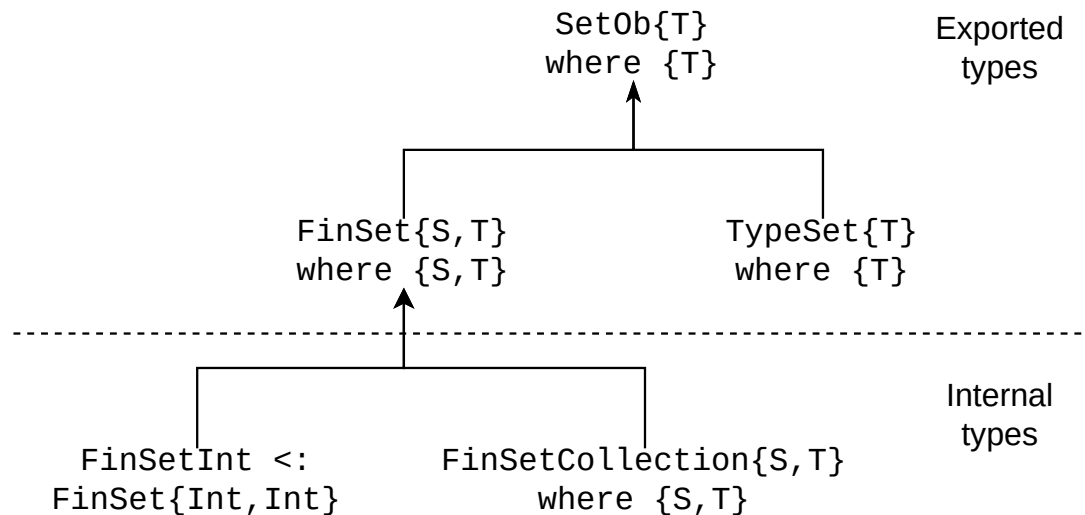 SetOb{T}
where {T}
Exported
types
FinSet{S,T}
where {S,T}
TypeSet{T}
where {T}
Internal
types
FinSetInt <:
FinSet{Int,Int}
FinSetCollection{S,T}
where {S,T}